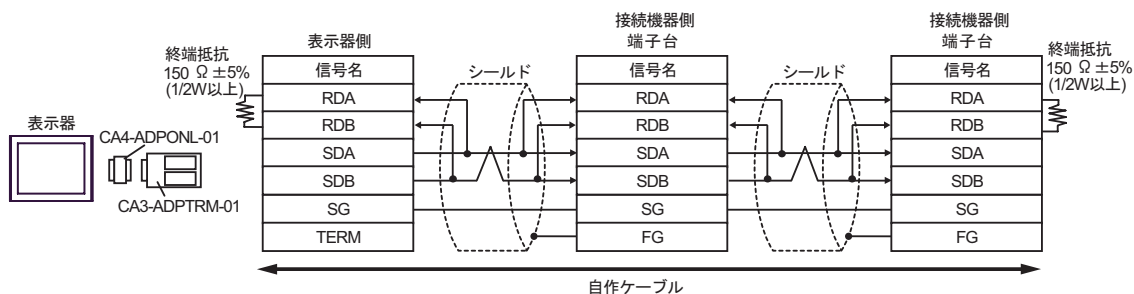 表示器
CA4-ADPONL-01
CA3-ADPTRM-01
終端抵抗
150 Ω ±5%
(1/2W以上)
表示器側
信号名
RDA
RDB
SDA
SDB
SG
TERM
シールド
接続機器側
端子台
信号名
RDA
RDB
SDA
SDB
SG
FG
シールド
接続機器側
端子台
信号名
RDA
RDB
SDA
SDB
SG
FG
終端抵抗
150 Ω ±5%
(1/2W以上)
自作ケーブル